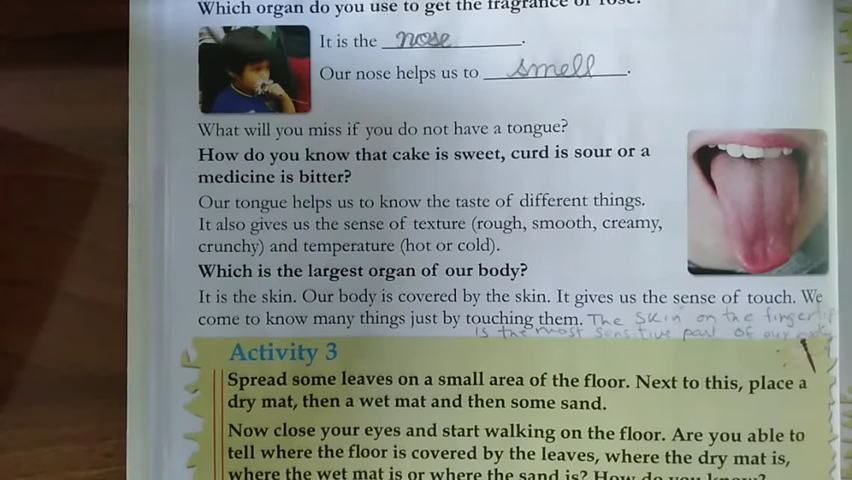 Which organ do you use to get the fragrance of rose?
It is the nose.
Our nose helps us to smell.
What will you miss if you do not have a tongue?
How do you know that cake is sweet, curd is sour or a
medicine is bitter?
Our tongue helps us to know the taste of different things.
It also gives us the sense of texture (rough, smooth, creamy,
crunchy) and temperature (hot or cold).
Which is the largest organ of our body?
It is the skin. Our body is covered by the skin. It gives us the sense of touch. We
come to know many things just by touching them. The skin on the fingertip
is the most sensitive part of our
Activity 3
Spread some leaves on a small area of the floor. Next to this, place a
dry mat, then a wet mat and then some sand.
Now close your eyes and start walking on the floor. Are you able to
tell where the floor is covered by the leaves, where the dry mat is,
where the wet mat is or where the sand is? How do you know?